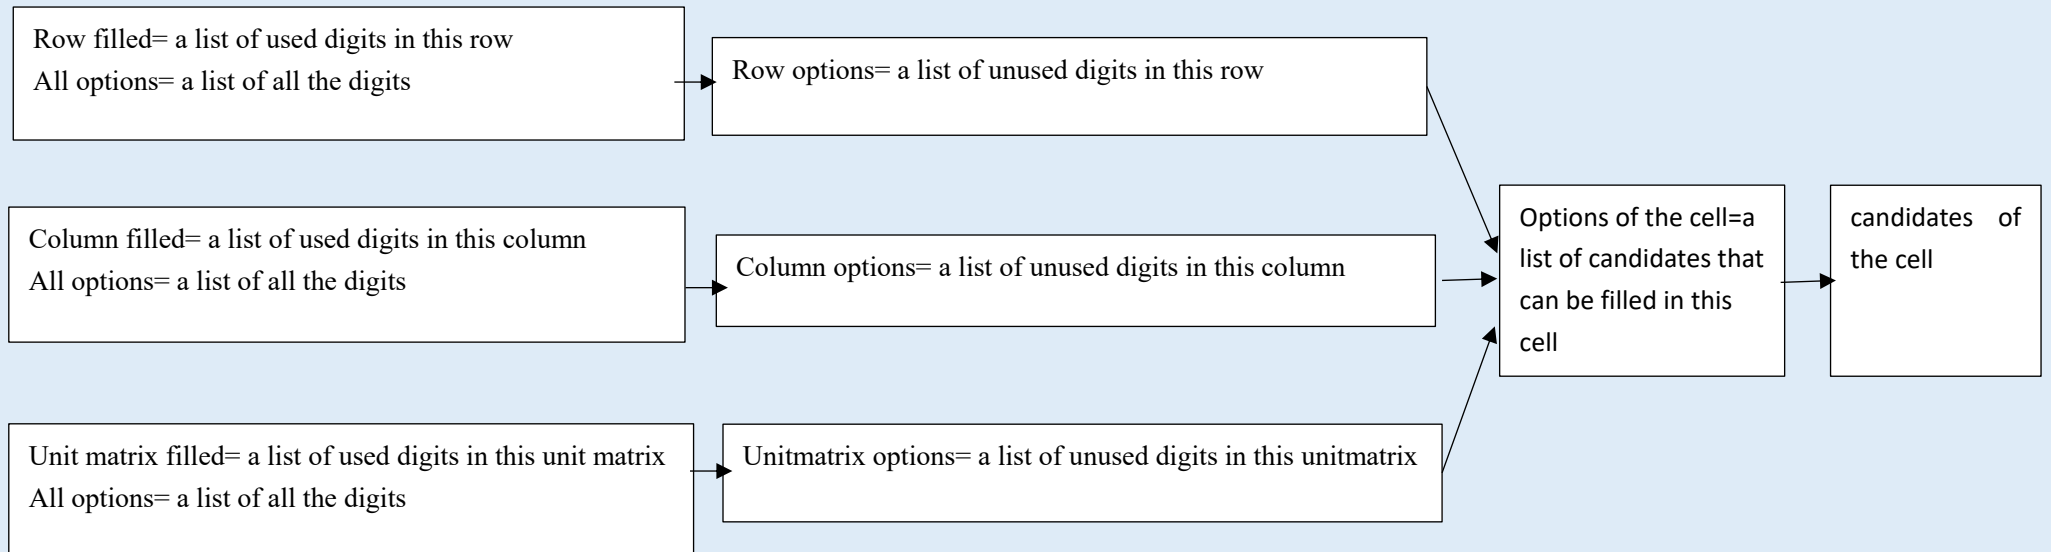 Row filled= a list of used digits in this row
All options= a list of all the digits
Row options= a list of unused digits in this row
Column filled= a list of used digits in this column
All options= a list of all the digits
Column options= a list of unused digits in this column
Unit matrix filled= a list of used digits in this unit matrix
All options= a list of all the digits
Unitmatrix options= a list of unused digits in this unitmatrix
Options of the cell=a
list of candidates that
can be filled in this
cell
candidates of
the cell